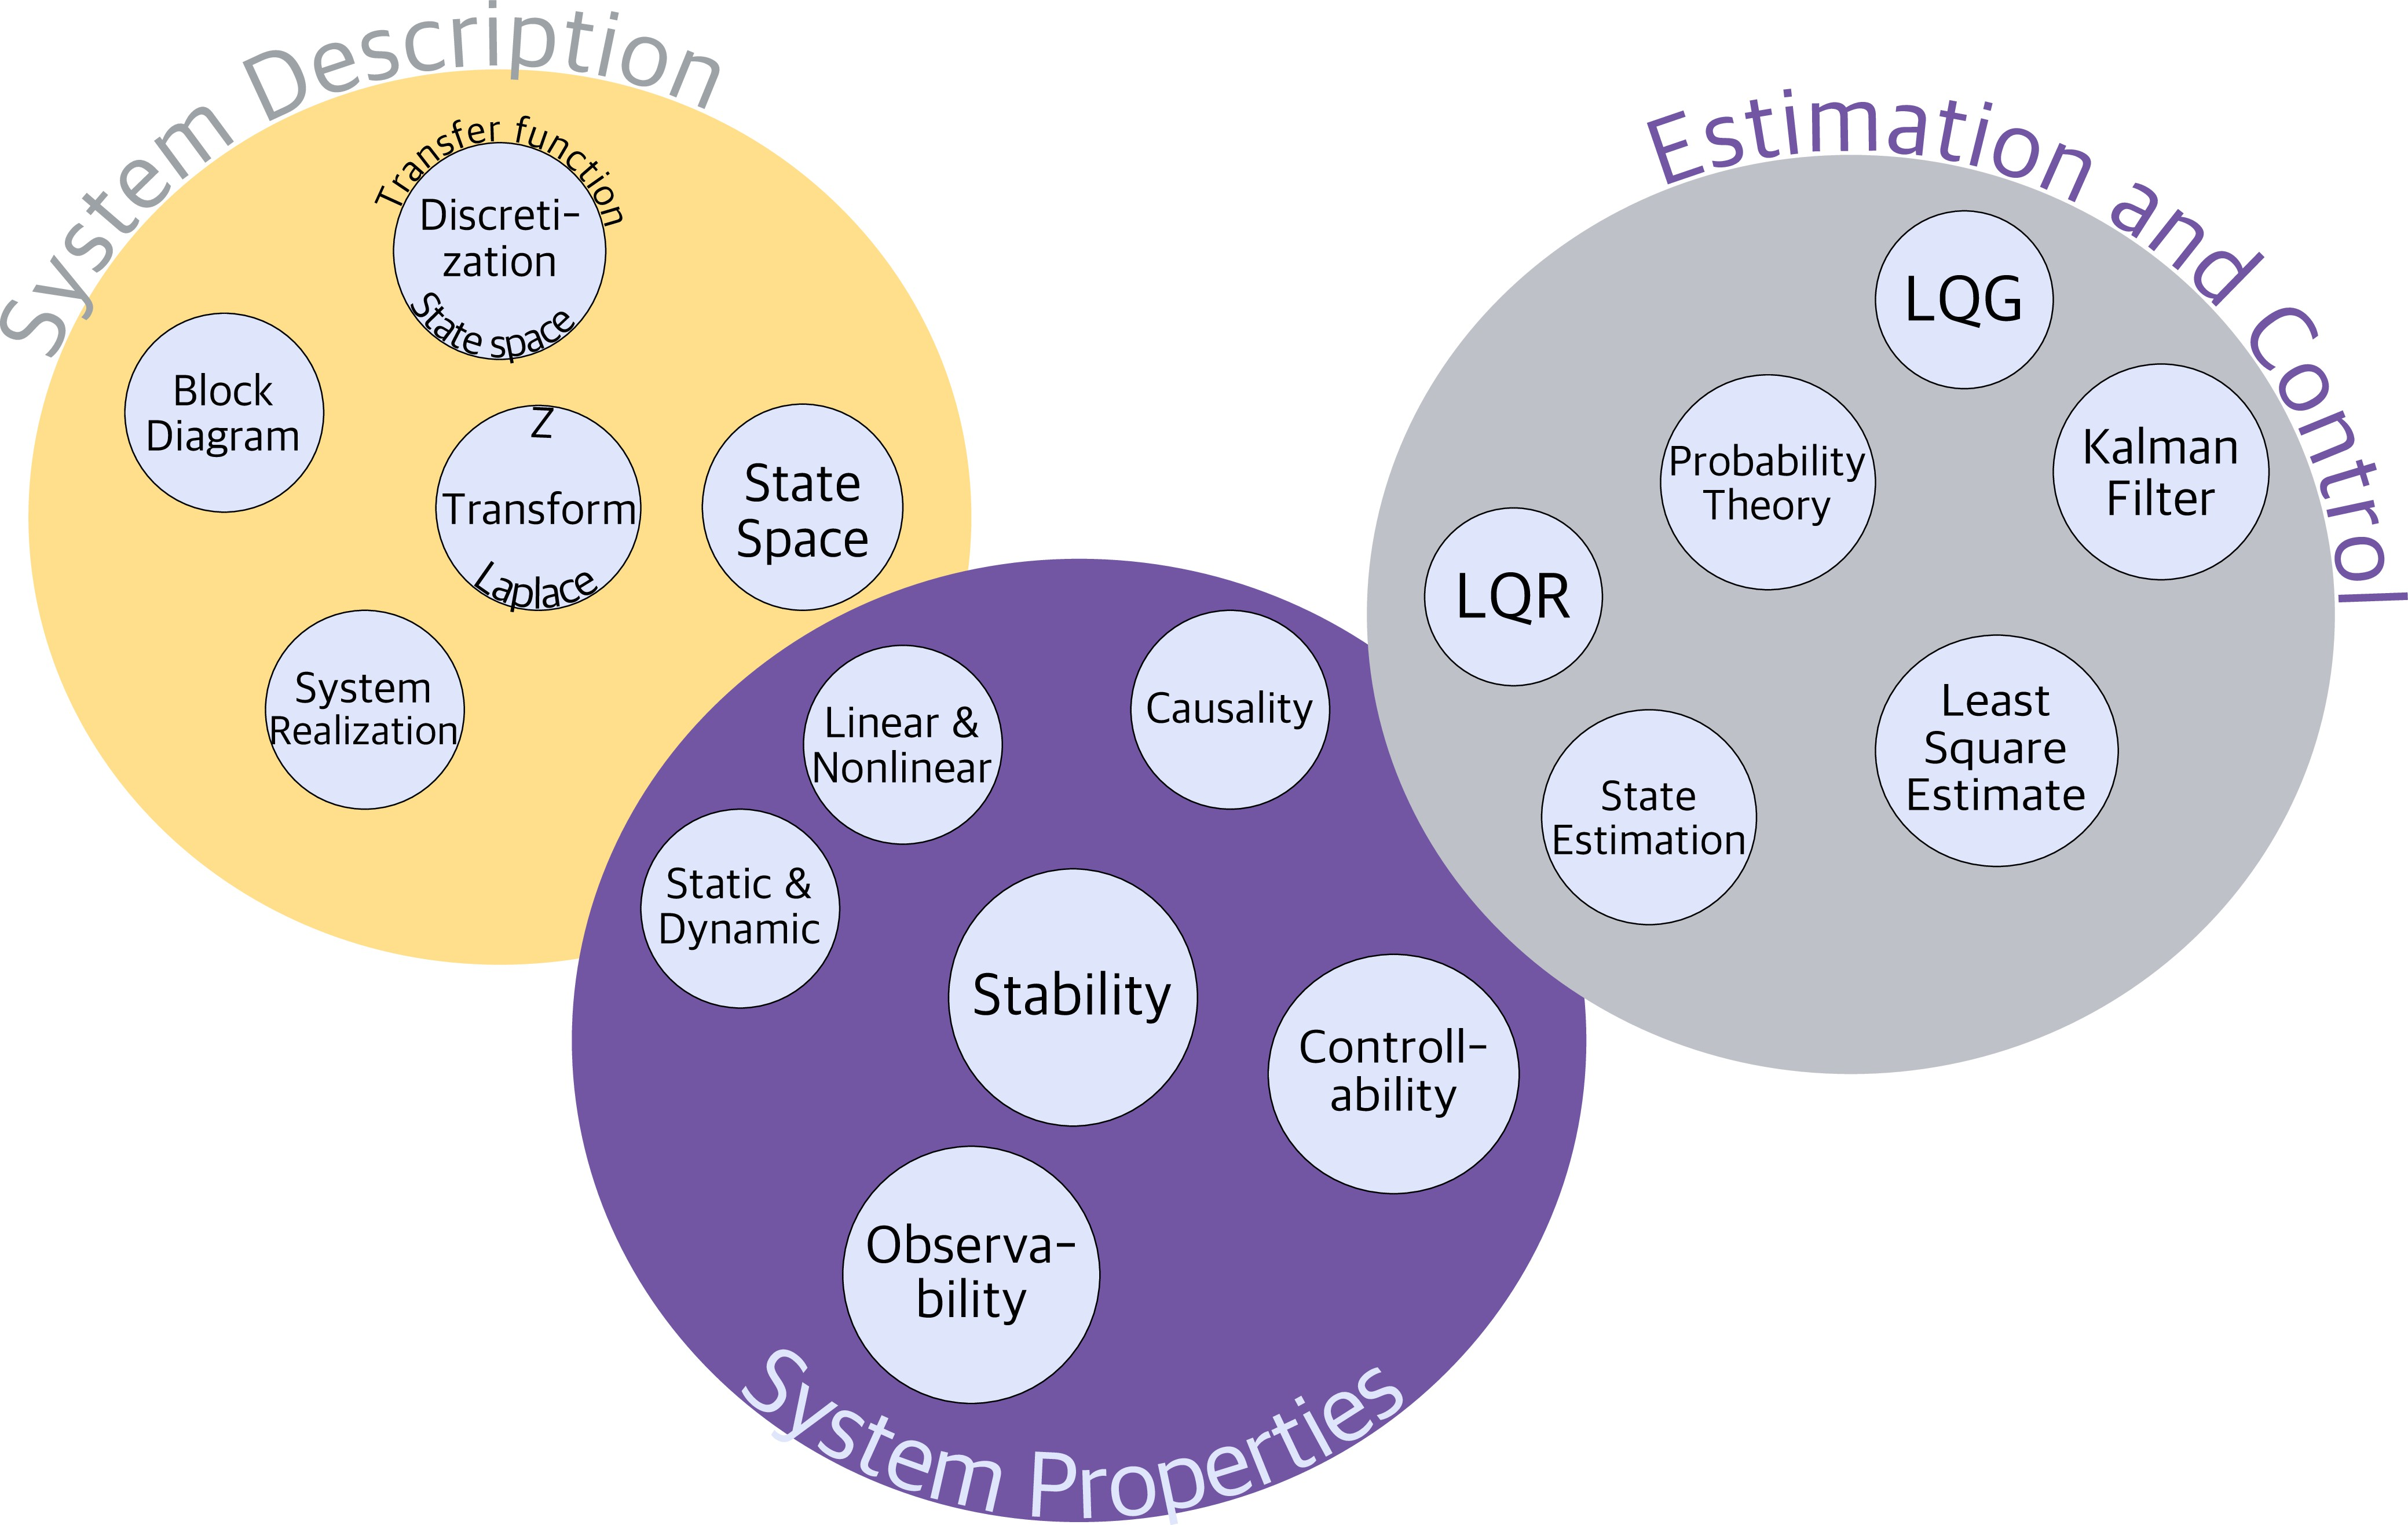 System Description
Transfer function
Discreti-
zation
State space
Block
Diagram
Z
Transform
Laplace
State
Space
System
Realization
Estimation and Control
LQG
Probability
Theory
Kalman
Filter
LQR
State
Estimation
Least
Square
Estimate
Linear &
Nonlinear
Causality
Static &
Dynamic
Stability
Controll-
ability
Observa-
bility
System Properties